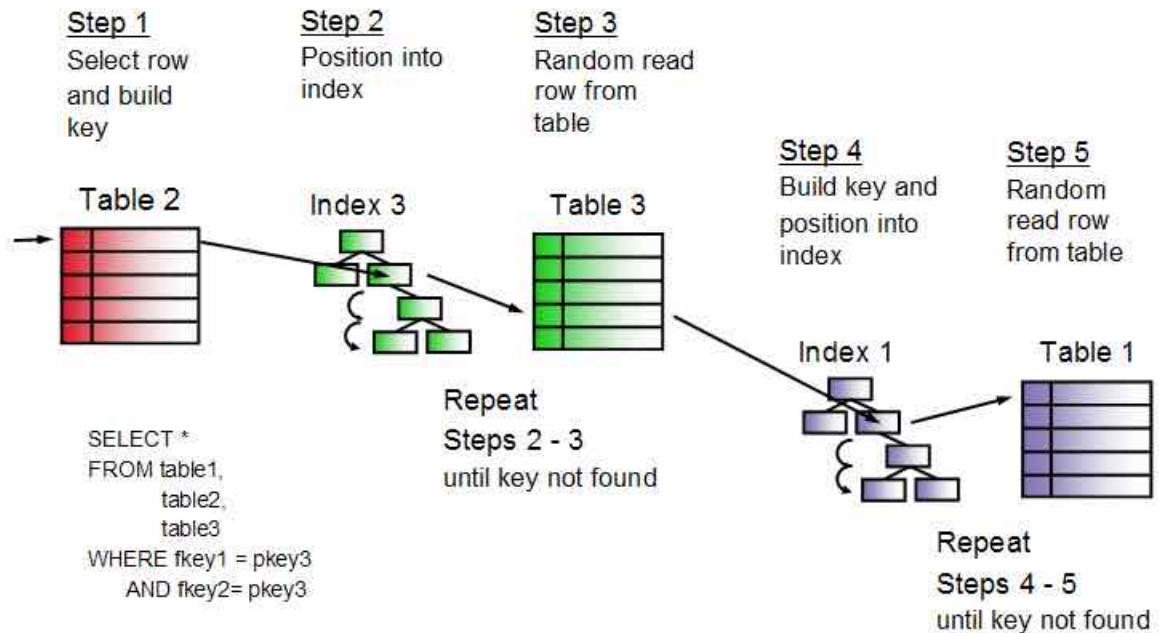 Step 1
Select row
and build
key
Step 2
Position into
index
Step 3
Random read
row from
table
Step 4
Build key and
position into
index
Step 5
Random
read row
from table
Table 2
Index 3
Table 3
Index 1
Table 1
Repeat
Steps 2 - 3
until key not found
SELECT *
FROM table1,
table2,
table3
WHERE fkey1 = pkey3
AND fkey2= pkey3
Repeat
Steps 4 - 5
until key not found